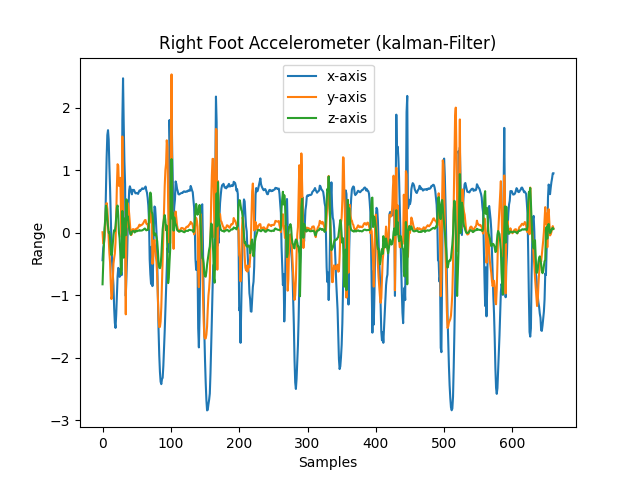 Right Foot Accelerometer (kalman-Filter)
x-axis
y-axis
z-axis
2
1
0
−1
−2
−3
Range
0 100 200 300 400 500 600
Samples